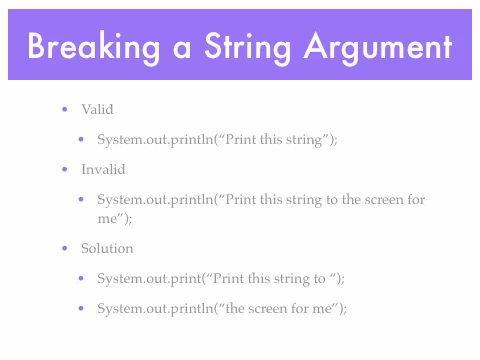 Breaking a String Argument
• Valid
• System.out.println(“Print this string”);
• Invalid
• System.out.println(“Print this string to the screen for
me”);
• Solution
• System.out.print(“Print this string to “);
• System.out.println(“the screen for me”);